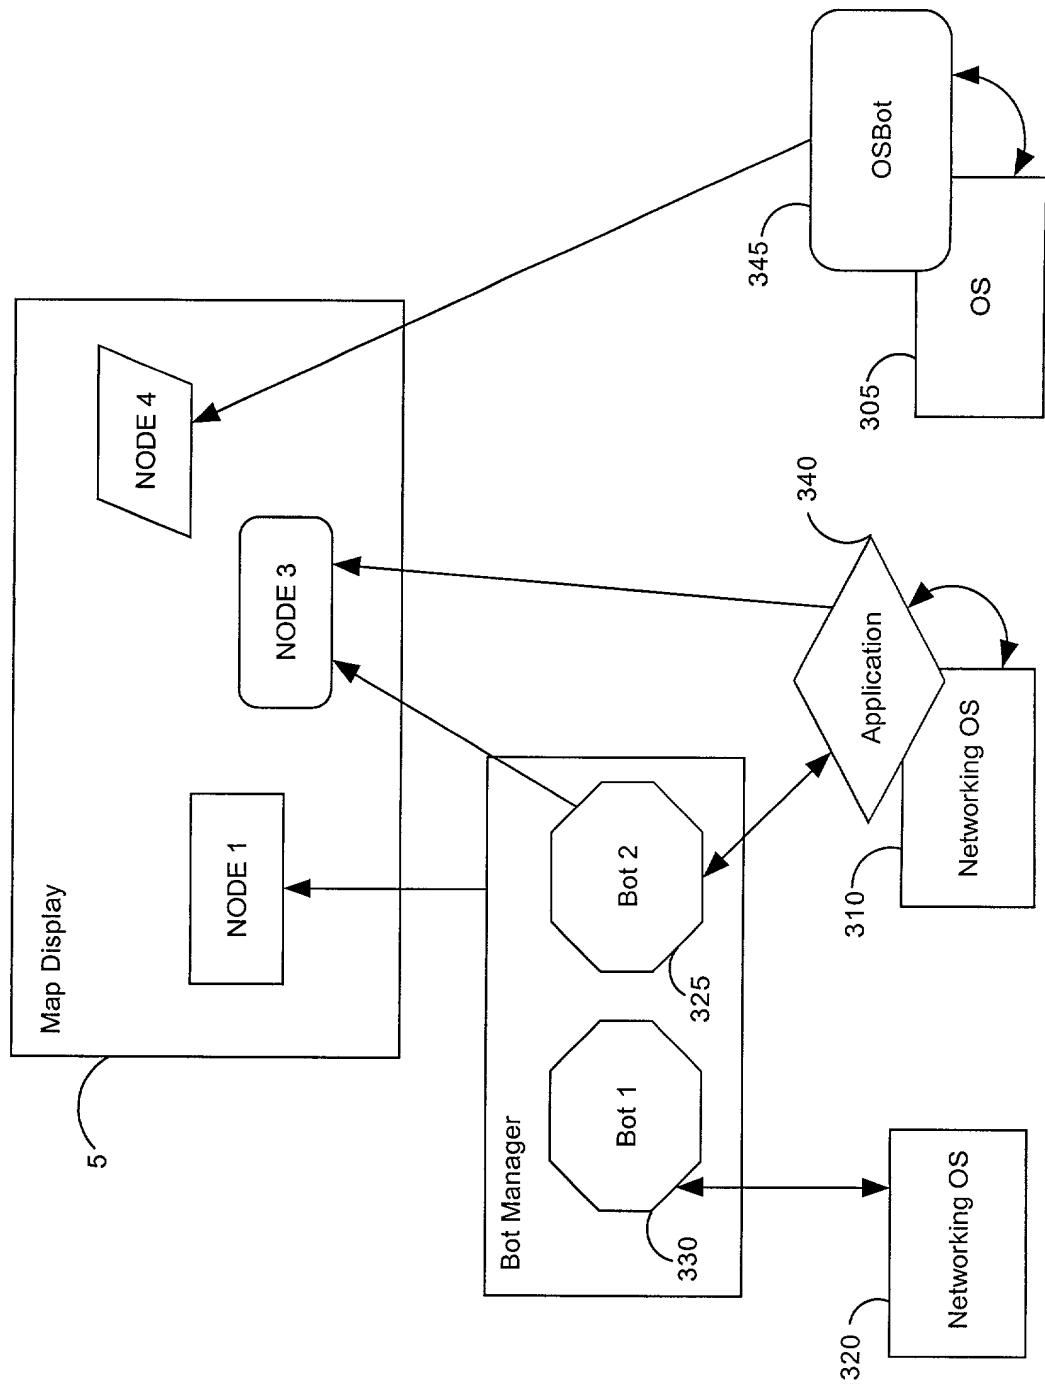 5
Map Display
NODE 1
NODE 3
NODE 4
Bot Manager
Bot 1
330
Bot 2
325
320
Networking OS
310
Networking OS
Application
340
305
OS
345
OSBot